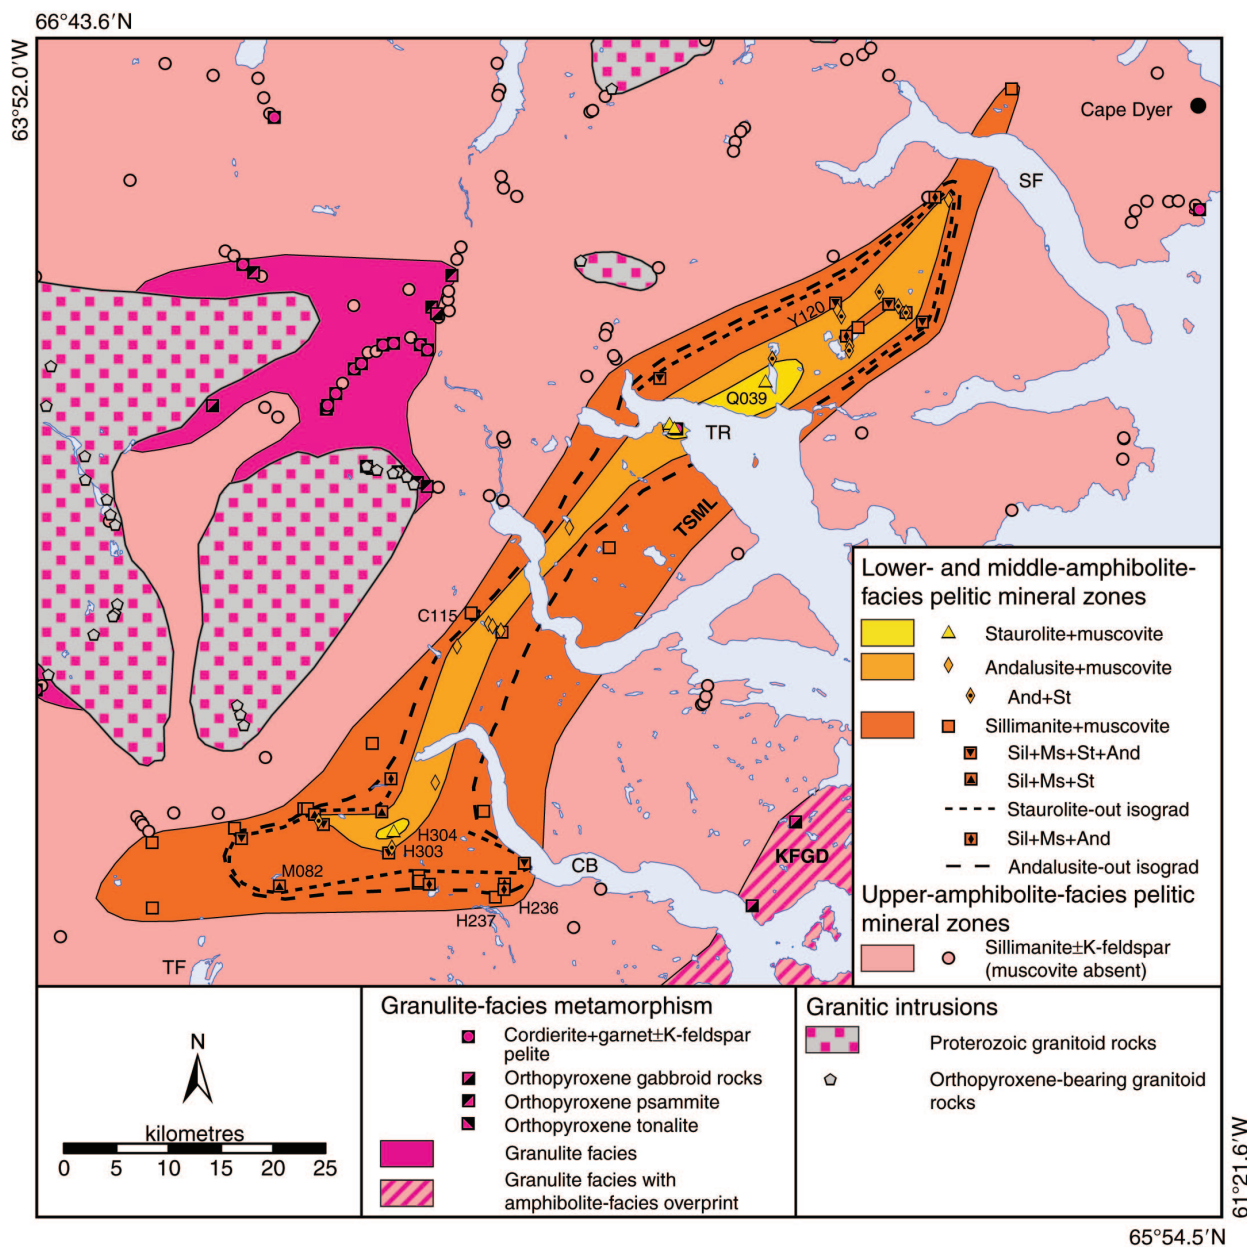 66°43.6′N
63°52.0′W
Cape Dyer
SF
Y120
Q039
TR
TSML
C115
H304
H303
M082
CB
KFGD
H236
H237
TF
Lower- and middle-amphibolite-
facies pelitic mineral zones
Staurolite+muscovite
Andalusite+muscovite
And+St
Sillimanite+muscovite
Sil+Ms+St+And
Sil+Ms+St
Staurolite-out isograd
Sil+Ms+And
Andalusite-out isograd
Upper-amphibolite-facies pelitic
mineral zones
Sillimanite±K-feldspar
(muscovite absent)
N
kilometres
0 5 10 15 20 25
Granulite-facies metamorphism
Cordierite+garnet±K-feldspar
pelite
Orthopyroxene gabbroid rocks
Orthopyroxene psammite
Orthopyroxene tonalite
Granulite facies
Granulite facies with
amphibolite-facies overprint
Granitic intrusions
Proterozoic granitoid rocks
Orthopyroxene-bearing granitoid
rocks
61°21.6′W
65°54.5′N